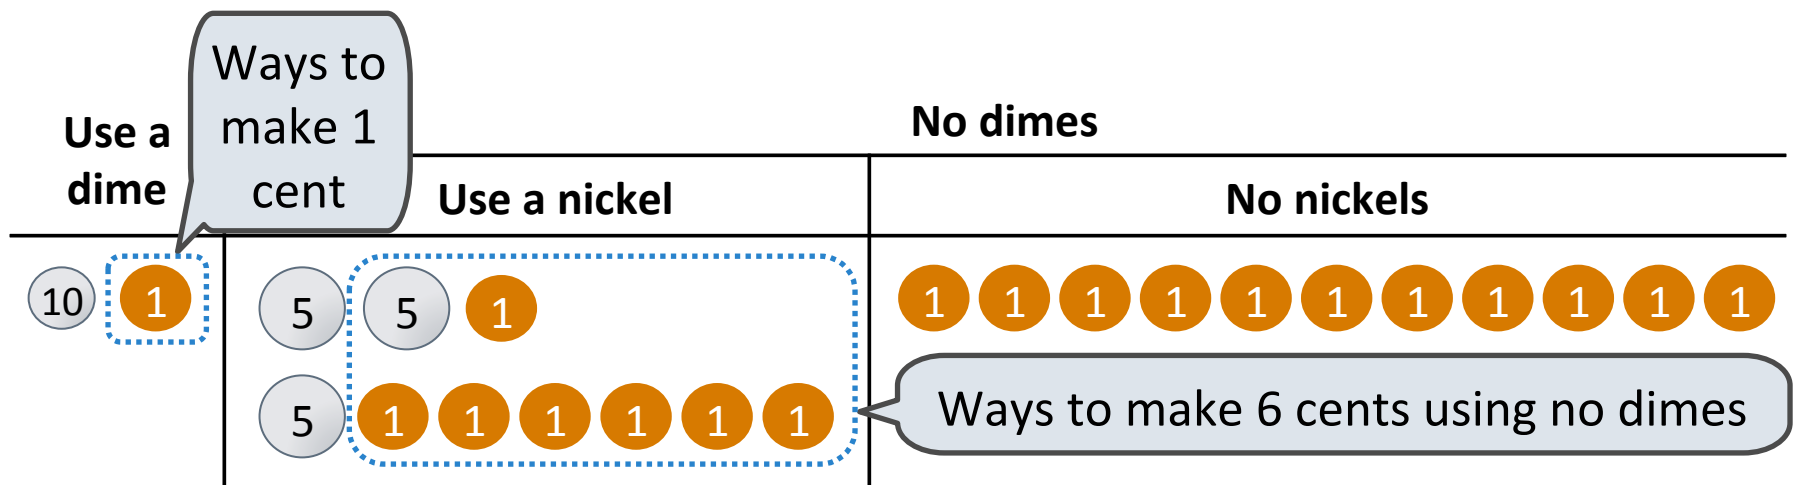 Ways to
make 1
cent
Use a
dime
No dimes
Use a nickel
No nickels
10 1
5 5 1
1 1 1 1 1 1 1 1 1 1 1
5 1 1 1 1 1 1
Ways to make 6 cents using no dimes